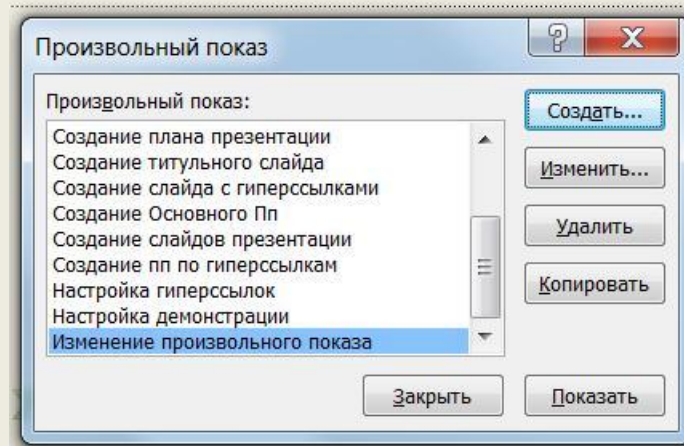 Произвольный показ
Произвольный показ:
Создание плана презентации
Создание титульного слайда
Создание слайда с гиперссылками
Создание Основного Пп
Создание слайдов презентации
Создание пп по гиперссылкам
Настройка гиперссылок
Настройка демонстрации
Изменение произвольного показа
Создать...
Изменить...
Удалить
Копировать
Закрыть
Показать